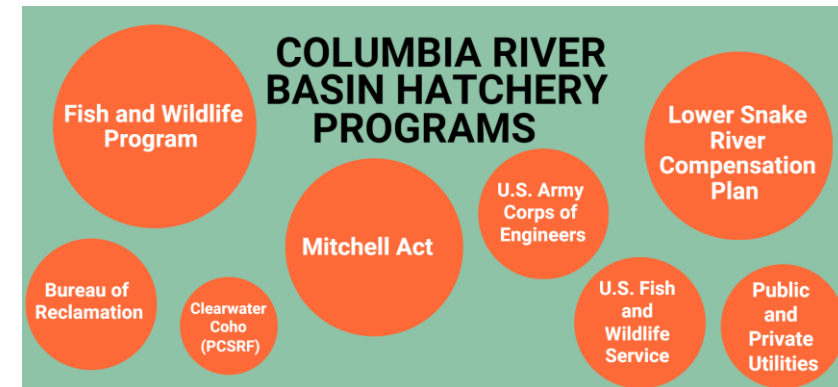 COLUMBIA RIVER
BASIN HATCHERY
PROGRAMS
Fish and Wildlife
Program
Lower Snake
River
Compensation
Plan
Mitchell Act
U.S. Army
Corps of
Engineers
Bureau of
Reclamation
Clearwater
Coho
(PCSRF)
U.S. Fish
and
Wildlife
Service
Public
and
Private
Utilities